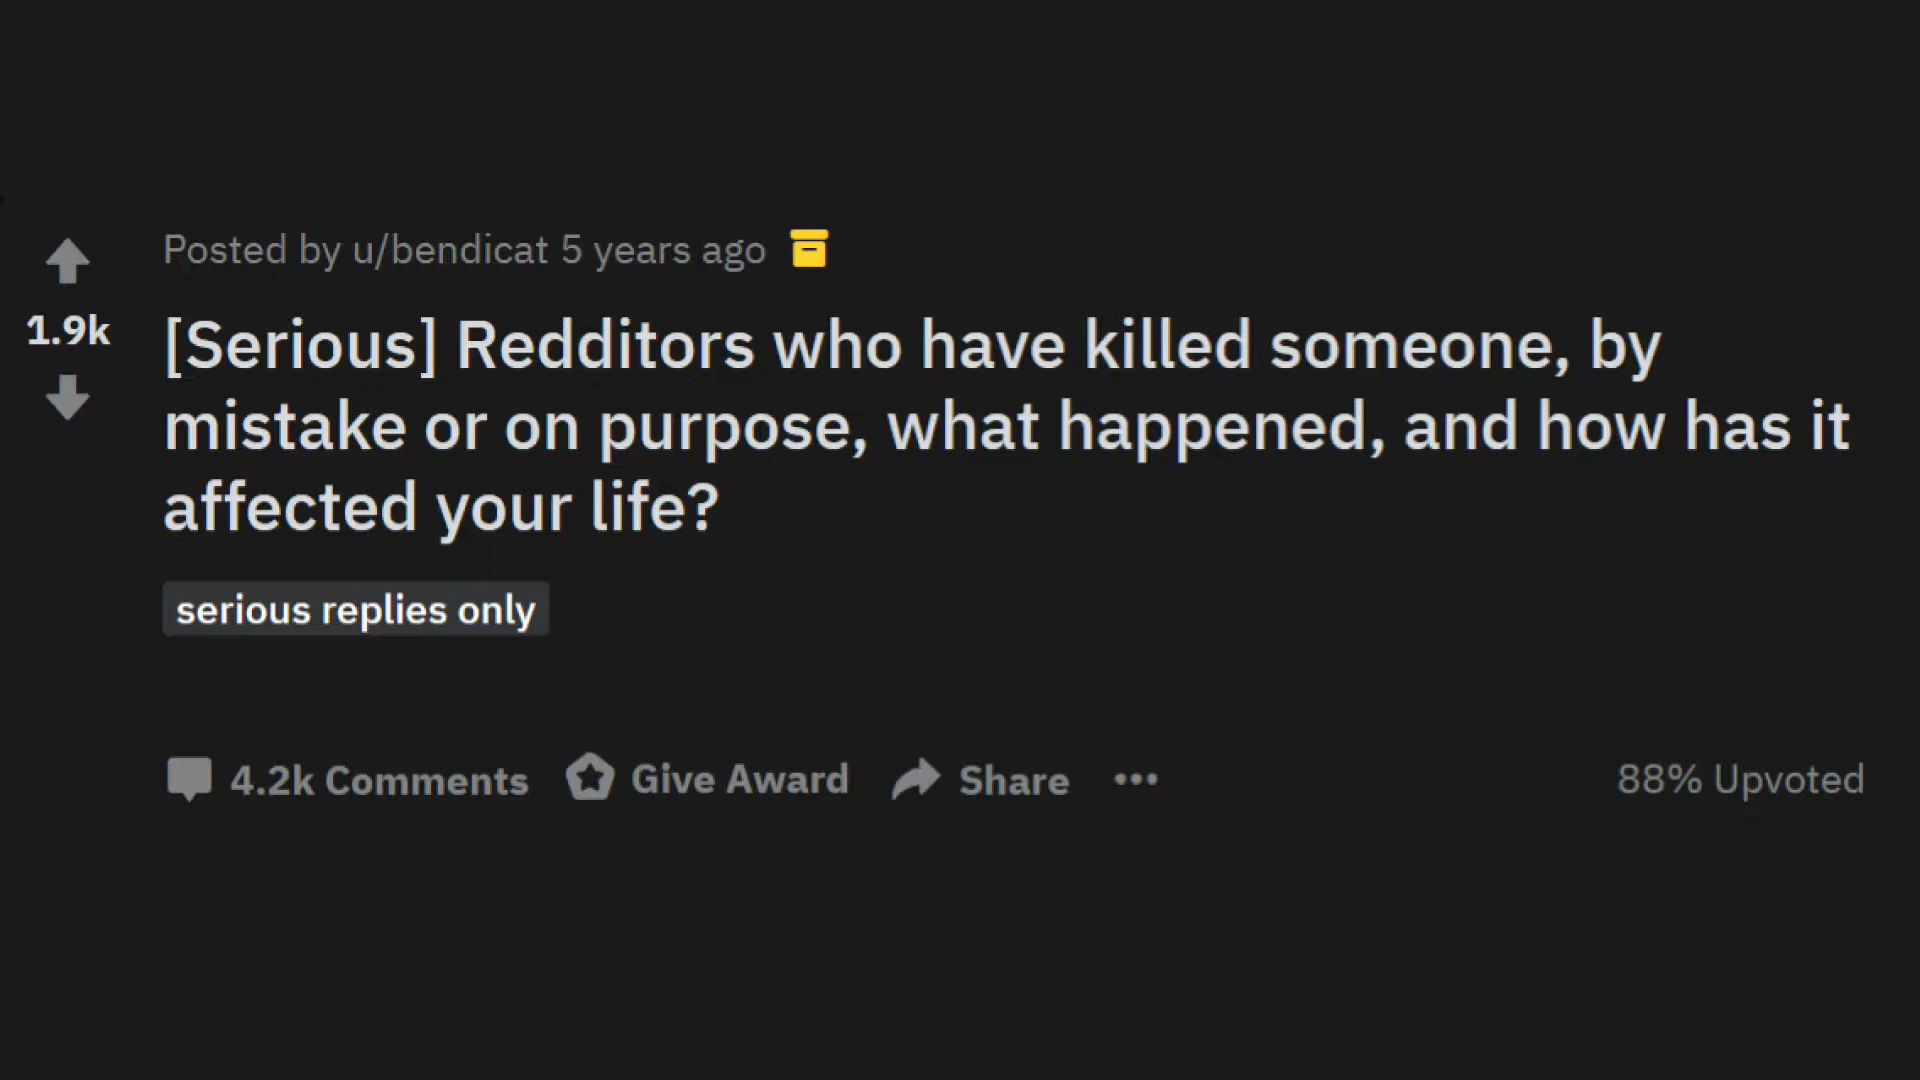 Posted by u/bendicat 5 years ago
1.9k
[Serious] Redditors who have killed someone, by
mistake or on purpose, what happened, and how has it
affected your life?
serious replies only
4.2k Comments Give Award Share ••• 88% Upvoted